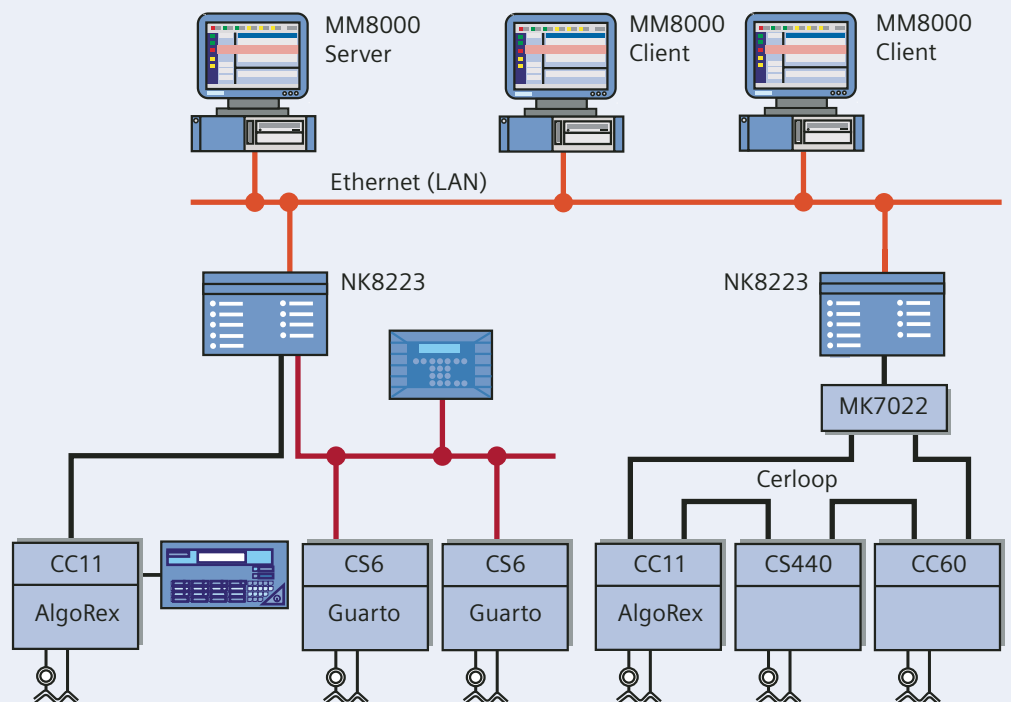 MM8000
Server
MM8000
Client
MM8000
Client
Ethernet (LAN)
NK8223
NK8223
MK7022
Cerloop
CC11
AlgoRex
CS6
Guarto
CS6
Guarto
CC11
AlgoRex
CS440
CC60